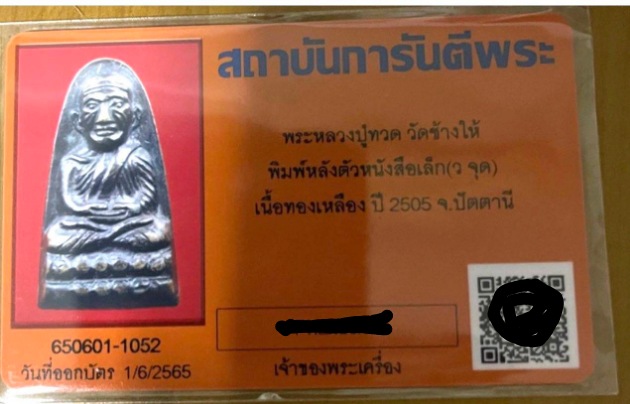 สถาบันการันตีพระ
พระหลวงปู่ทวด วัดช้างให้
พิมพ์หลังตัวหนังสือเล็ก(ว จุด)
เนื้อทองเหลือง ปี 2505 จ.ปัตตานี
650601-1052
วันที่ออกบัตร 1/6/2565
เจ้าของพระเครื่อง